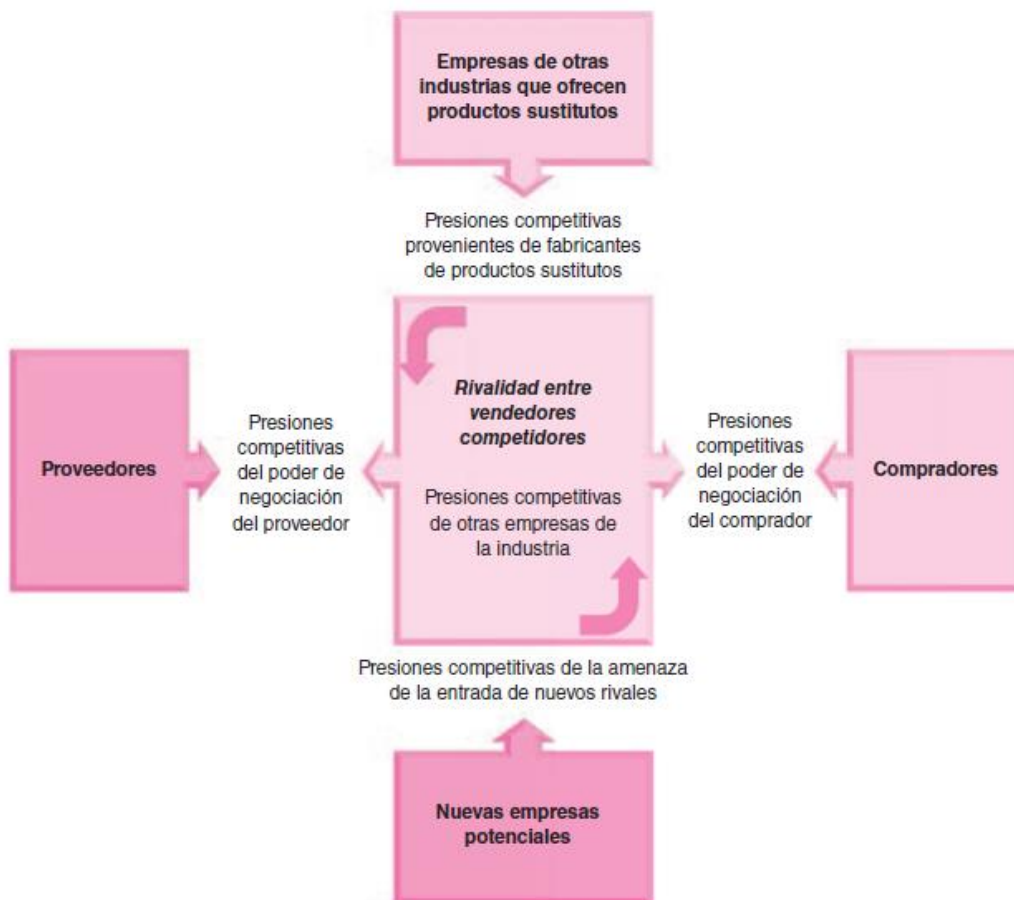 Empresas de otras
industrias que ofrecen
productos sustitutos
Presiones competitivas
provenientes de fabricantes
de productos sustitutos
Proveedores
Presiones
competitivas
del poder de
negociación
del proveedor
Rivalidad entre
vendedores
competidores
Presiones competitivas
de otras empresas de
la industria
Presiones
competitivas
del poder de
negociación
del comprador
Compradores
Presiones competitivas de la amenaza
de la entrada de nuevos rivales
Nuevas empresas
potenciales